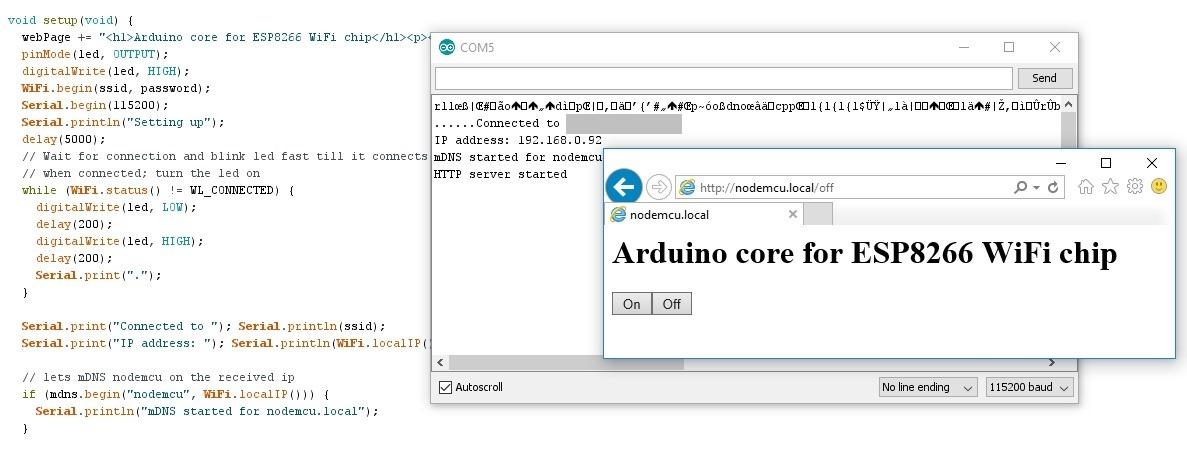 void setup(void) {
webPage += "<h1>Arduino core for ESP8266 WiFi chip</h1><p><
pinMode(led, OUTPUT);
digitalWrite(led, HIGH);
WiFi.begin(ssid, password);
Serial.begin(115200);
Serial.println("Setting up");
delay(5000);
// Wait for connection and blink led fast till it connects
// when connected; turn the led on
while (WiFi.status() != WL_CONNECTED) {
digitalWrite(led, LOW);
delay(200);
digitalWrite(led, HIGH);
delay(200);
Serial.print(".");
}
Serial.print("Connected to "); Serial.println(ssid);
Serial.print("IP address: "); Serial.println(WiFi.localIP()
// lets mDNS nodemcu on the received ip
if (mdns.begin("nodemcu", WiFi.localIP())) {
Serial.println("mDNS started for nodemcu.local");
}
COM5
Send
......Connected to
IP address: 192.168.0.92
mDNS started for nodemcu
HTTP server started
Autoscroll
No line ending
115200 baud
http://nodemcu.local/off
nodemcu.local
Arduino core for ESP8266 WiFi chip
On Off